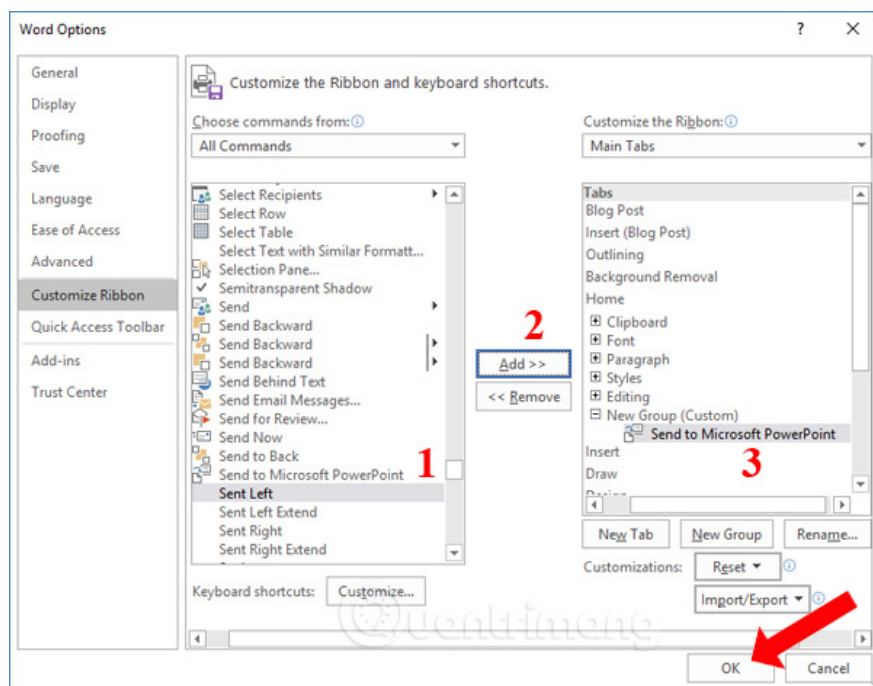 Word Options
?
General
Display
Proofing
Save
Language
Ease of Access
Advanced
Customize Ribbon
Quick Access Toolbar
Add-ins
Trust Center
Customize the Ribbon and keyboard shortcuts.
Choose commands from:
All Commands
Select Recipients
Select Row
Select Table
Select Text with Similar Formatt...
Selection Pane...
Semitransparent Shadow
Send
Send Backward
Send Backward
Send Backward
Send Behind Text
Send Email Messages...
Send for Review...
Send Now
Send to Back
Send to Microsoft PowerPoint
1
Sent Left
Sent Left Extend
Sent Right
Sent Right Extend
Keyboard shortcuts: Customize...
2
Add >>
<< Remove
Customize the Ribbon:
Main Tabs
Tabs
Blog Post
Insert (Blog Post)
Outlining
Background Removal
Home
Clipboard
Font
Paragraph
Styles
Editing
New Group (Custom)
Send to Microsoft PowerPoint
Insert
3
Draw
New Tab New Group Rename...
Customizations: Reset
Import/Export
Quantrimang
OK Cancel